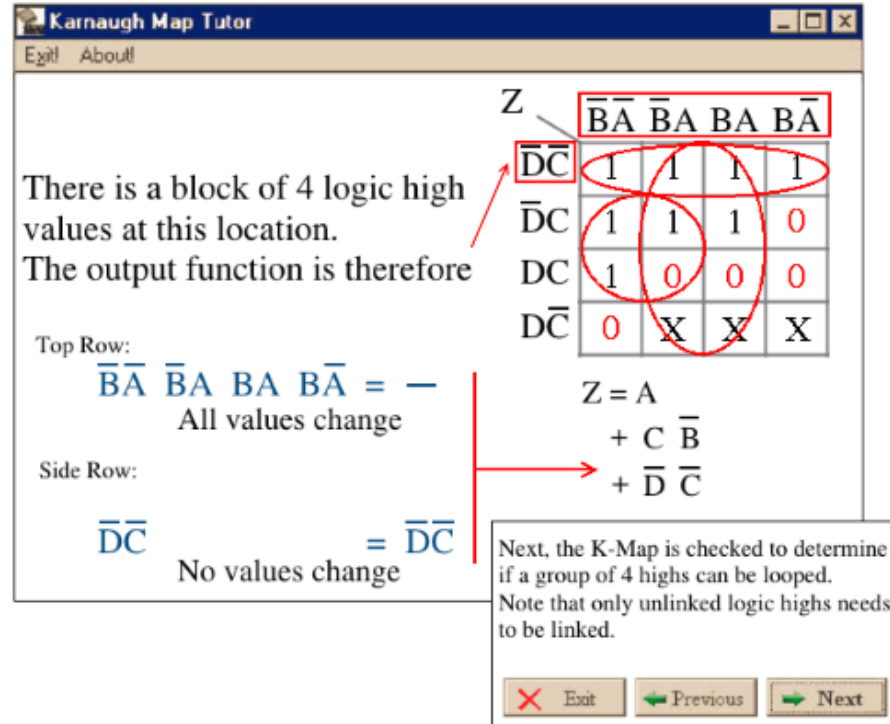 Karnaugh Map Tutor
Exit! About!
There is a block of 4 logic high
values at this location.
The output function is therefore
Top Row:
B̅A̅ B̅A BA BA̅ = —
All values change
Side Row:
D̅C̅ = D̅C̅
No values change
Z
B̅A̅ B̅A BA BA̅
D̅C̅ 1 1 1 1
D̅C 1 1 1 0
DC 1 0 0 0
DC̅ 0 X X X
Z = A
+ C B̅
+ D̅ C̅
Next, the K-Map is checked to determine
if a group of 4 highs can be looped.
Note that only unlinked logic highs needs
to be linked.
Exit Previous Next